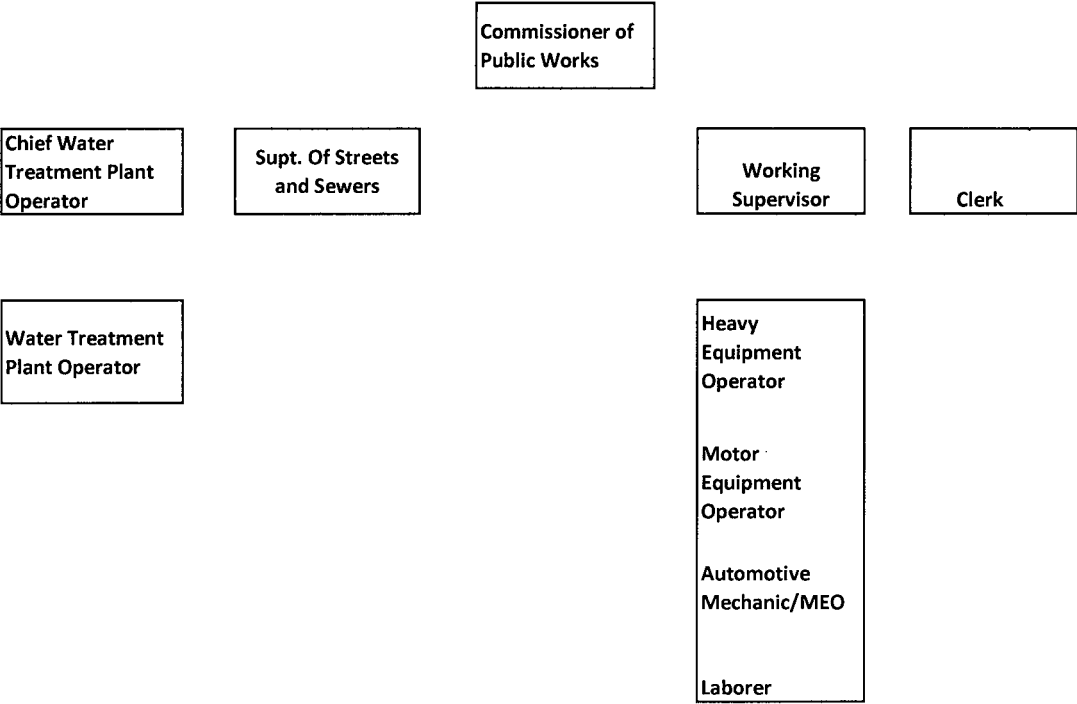 Commissioner of
Public Works
Chief Water
Treatment Plant
Operator
Supt. Of Streets
and Sewers
Working
Supervisor
Clerk
Water Treatment
Plant Operator
Heavy
Equipment
Operator
Motor
Equipment
Operator
Automotive
Mechanic/MEO
Laborer